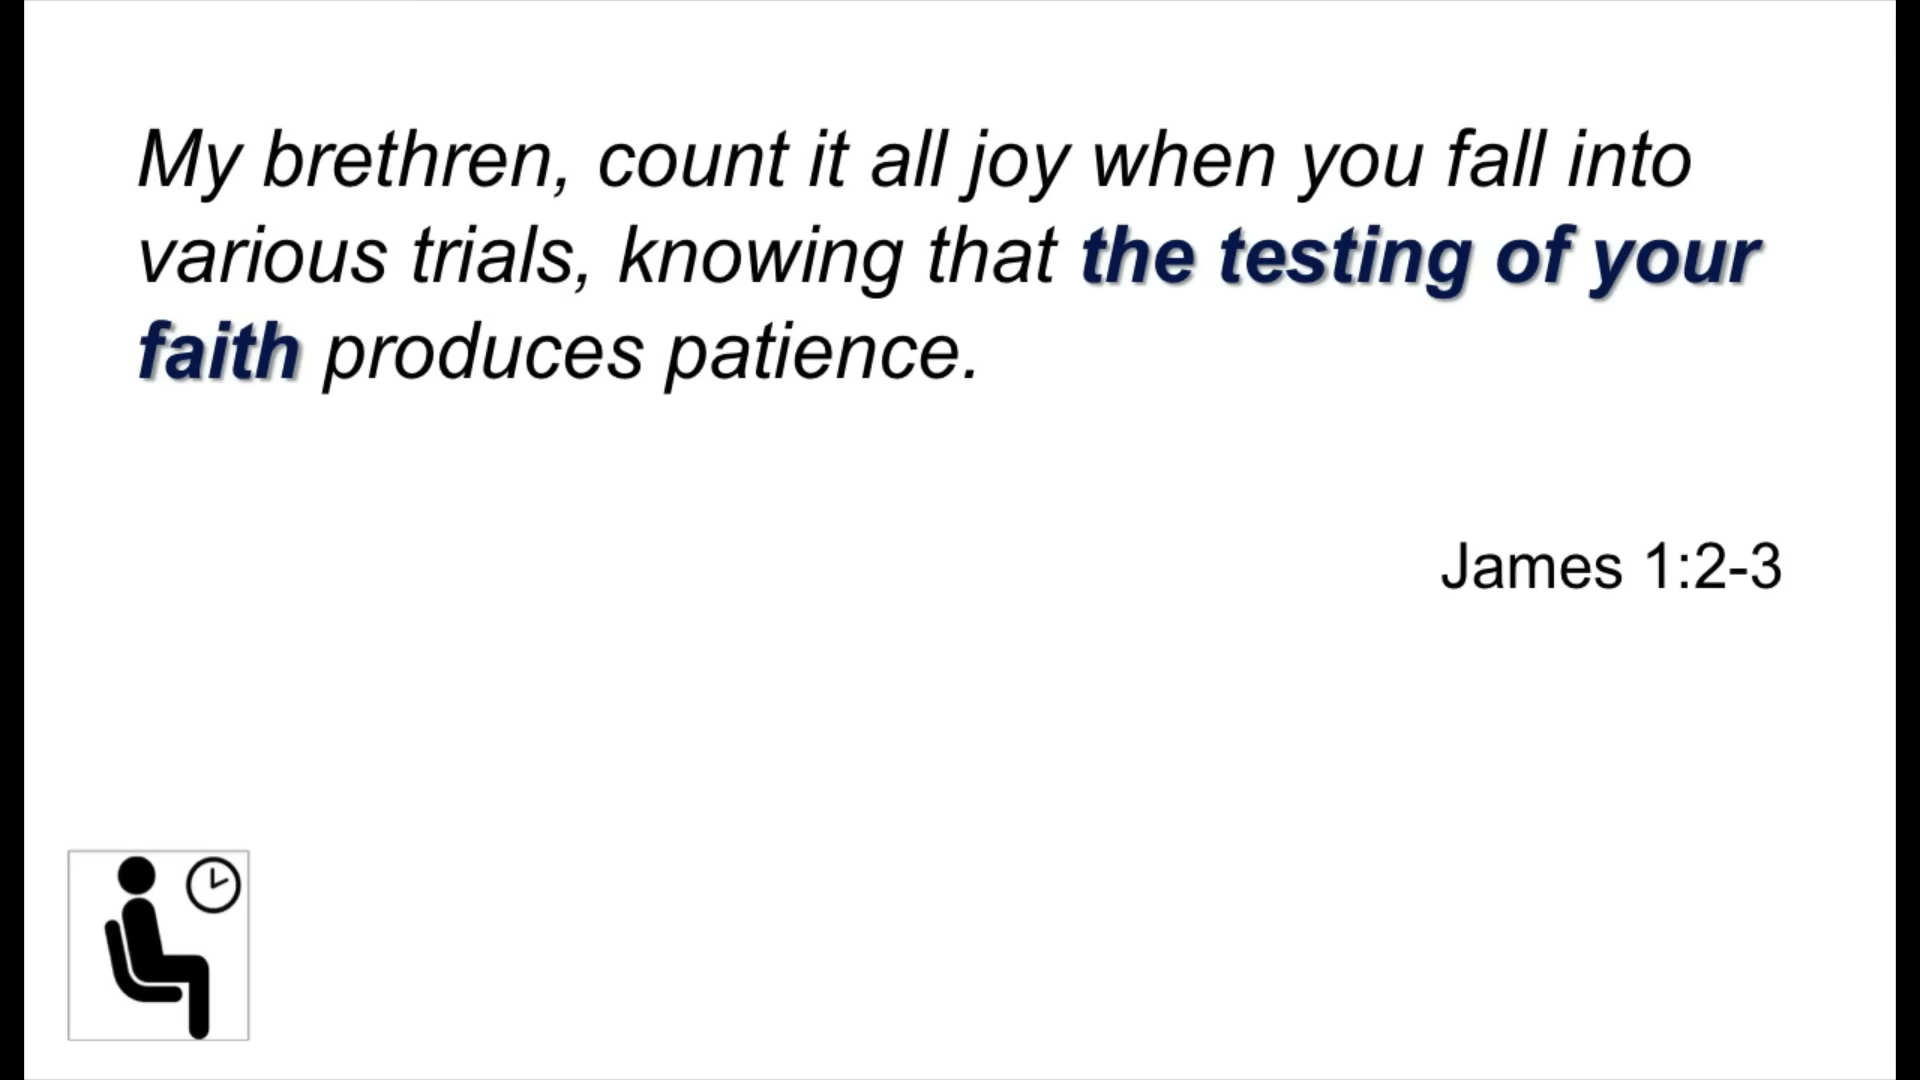 My brethren, count it all joy when you fall into
various trials, knowing that the testing of your
faith produces patience.
James 1:2-3